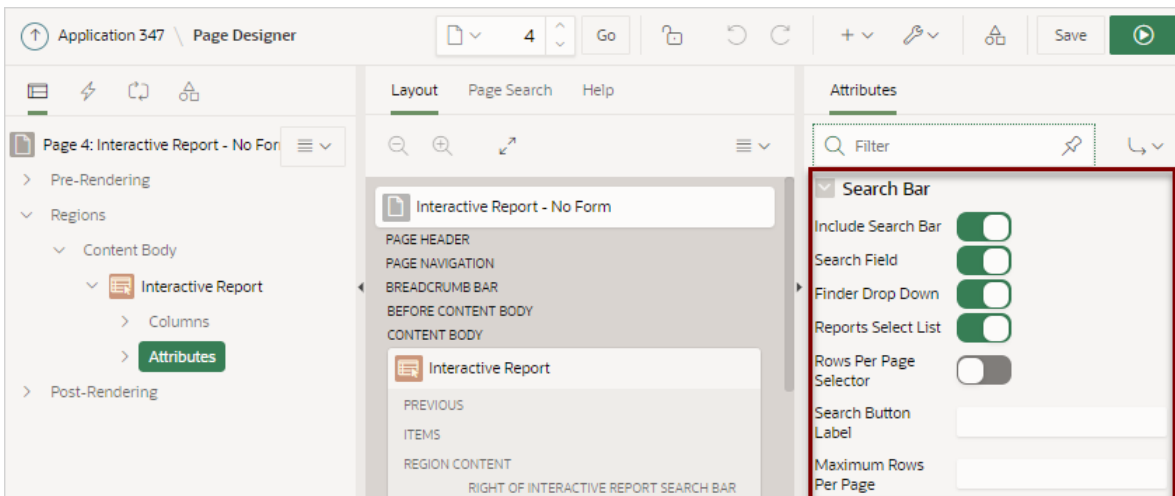 Application 347 \ Page Designer
4
Go
Save
Layout
Page Search
Help
Attributes
Page 4: Interactive Report - No For
Filter
Pre-Rendering
Regions
Content Body
Interactive Report
Columns
Attributes
Post-Rendering
Interactive Report - No Form
PAGE HEADER
PAGE NAVIGATION
BREADCRUMB BAR
BEFORE CONTENT BODY
CONTENT BODY
Interactive Report
PREVIOUS
ITEMS
REGION CONTENT
RIGHT OF INTERACTIVE REPORT SEARCH BAR
Search Bar
Include Search Bar
Search Field
Finder Drop Down
Reports Select List
Rows Per Page
Selector
Search Button
Label
Maximum Rows
Per Page